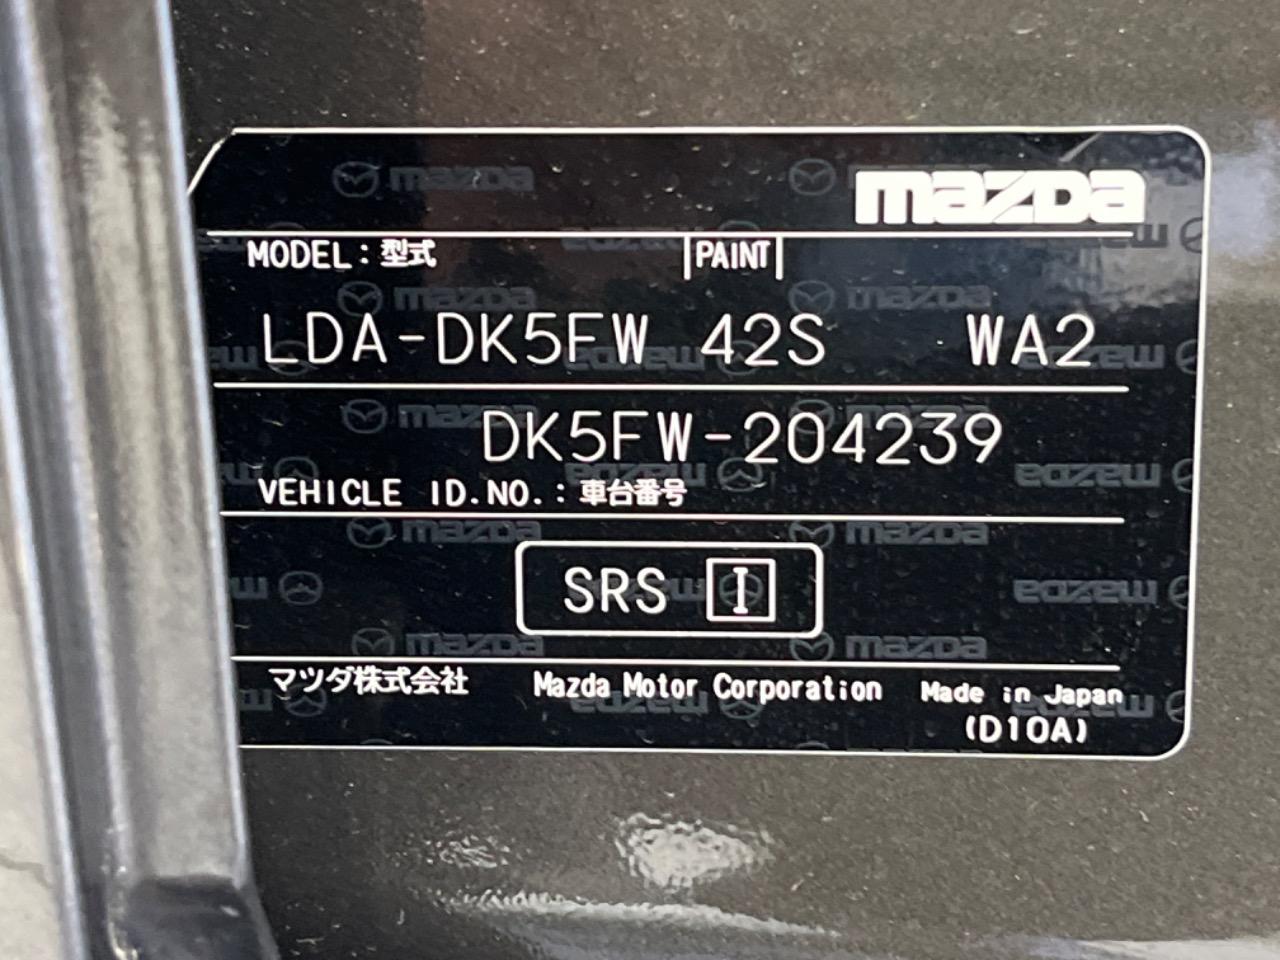 mazda
MODEL：型式 PAINT
LDA-DK5FW 42S WA2
DK5FW-204239
VEHICLE ID.NO.：車台番号
SRS I
マツダ株式会社 Mazda Motor Corporation Made in Japan
(D10A)